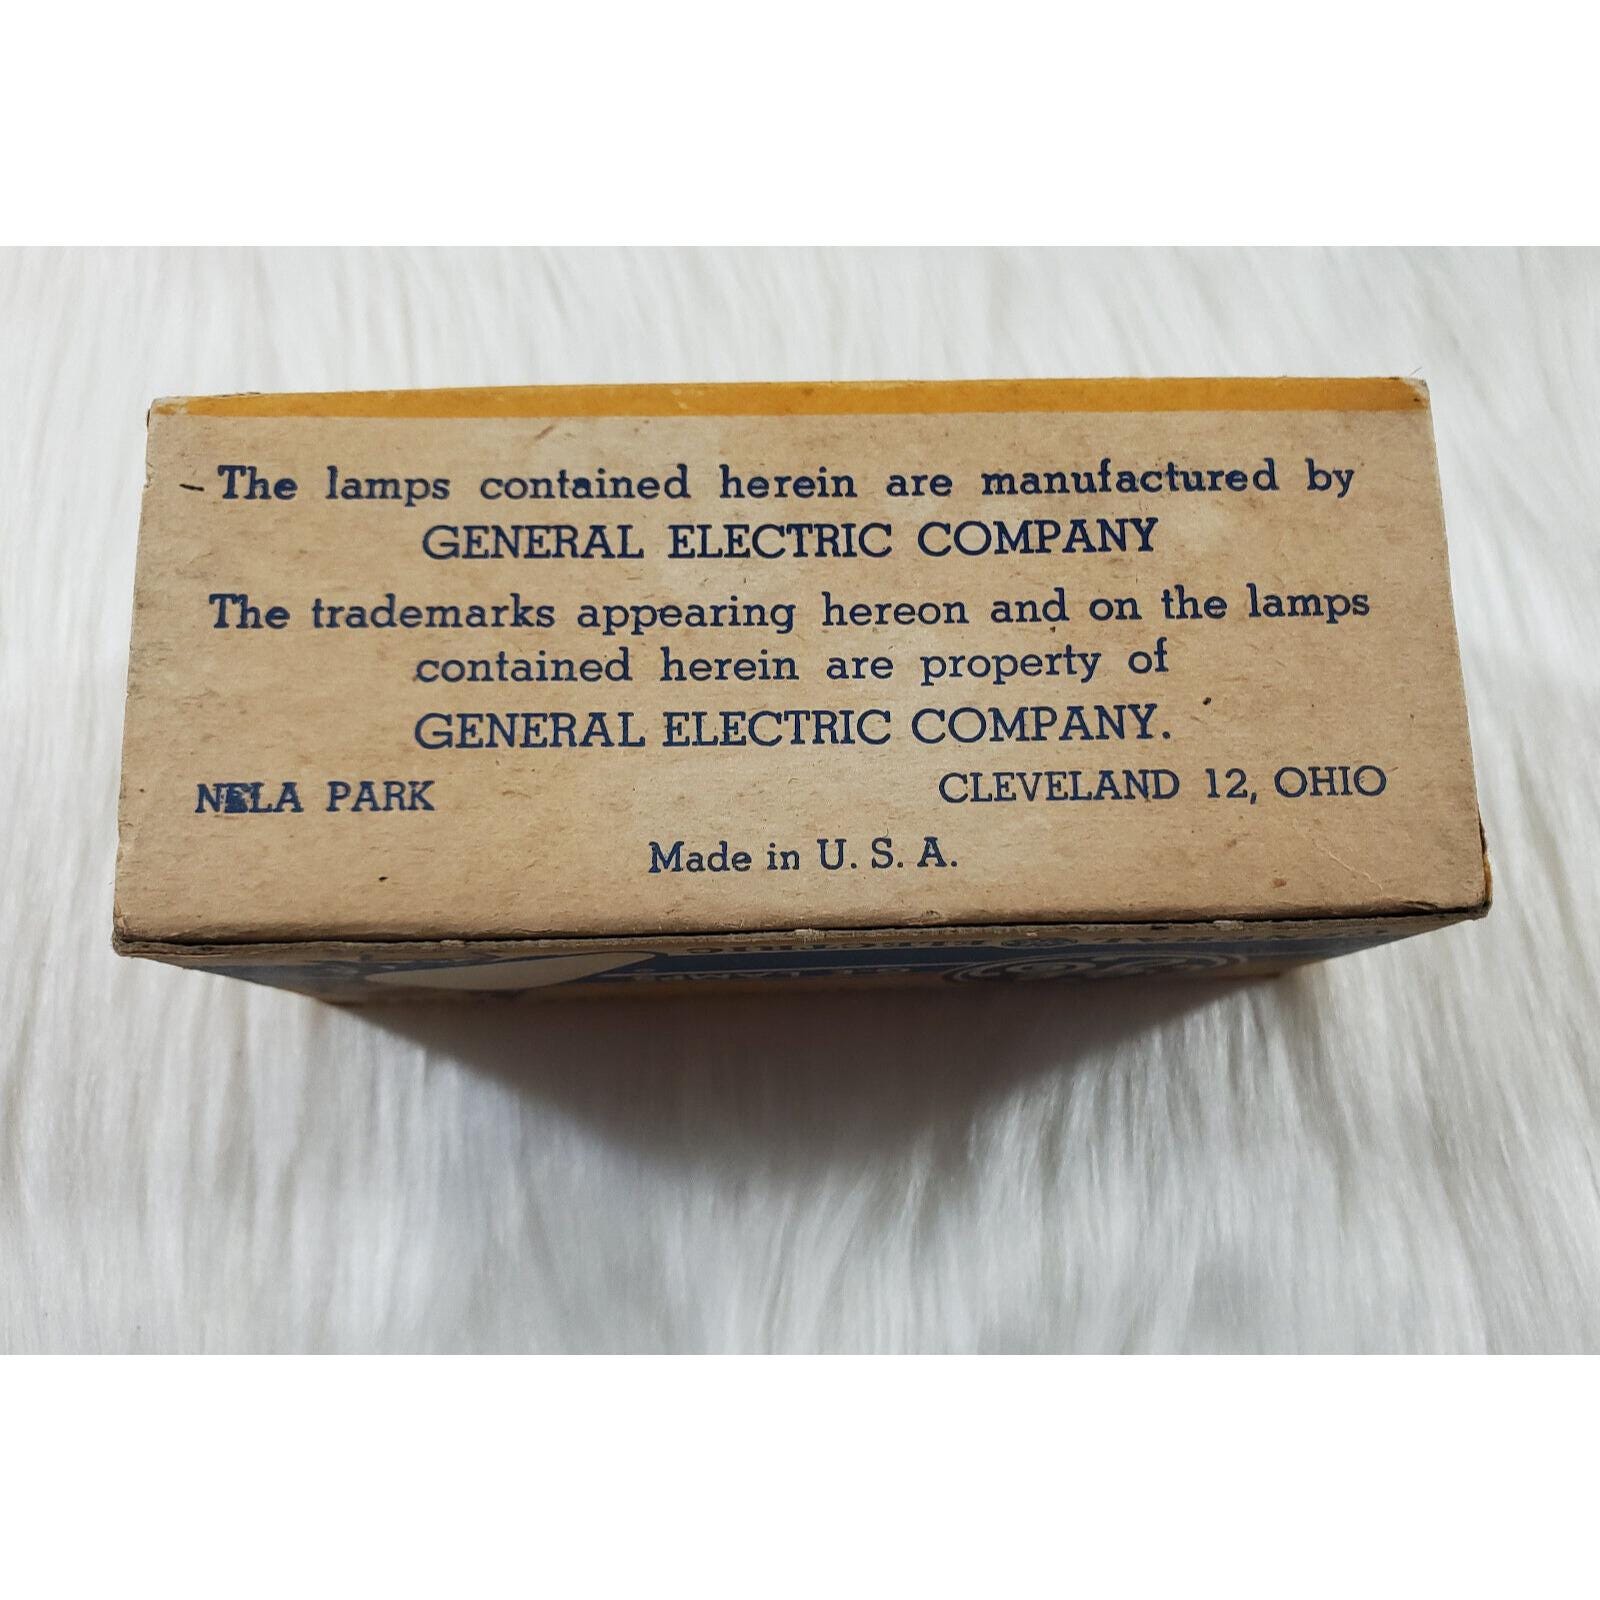 The lamps contained herein are manufactured by
GENERAL ELECTRIC COMPANY
The trademarks appearing hereon and on the lamps
contained herein are property of
GENERAL ELECTRIC COMPANY.
NELA PARK CLEVELAND 12, OHIO
Made in U. S. A.